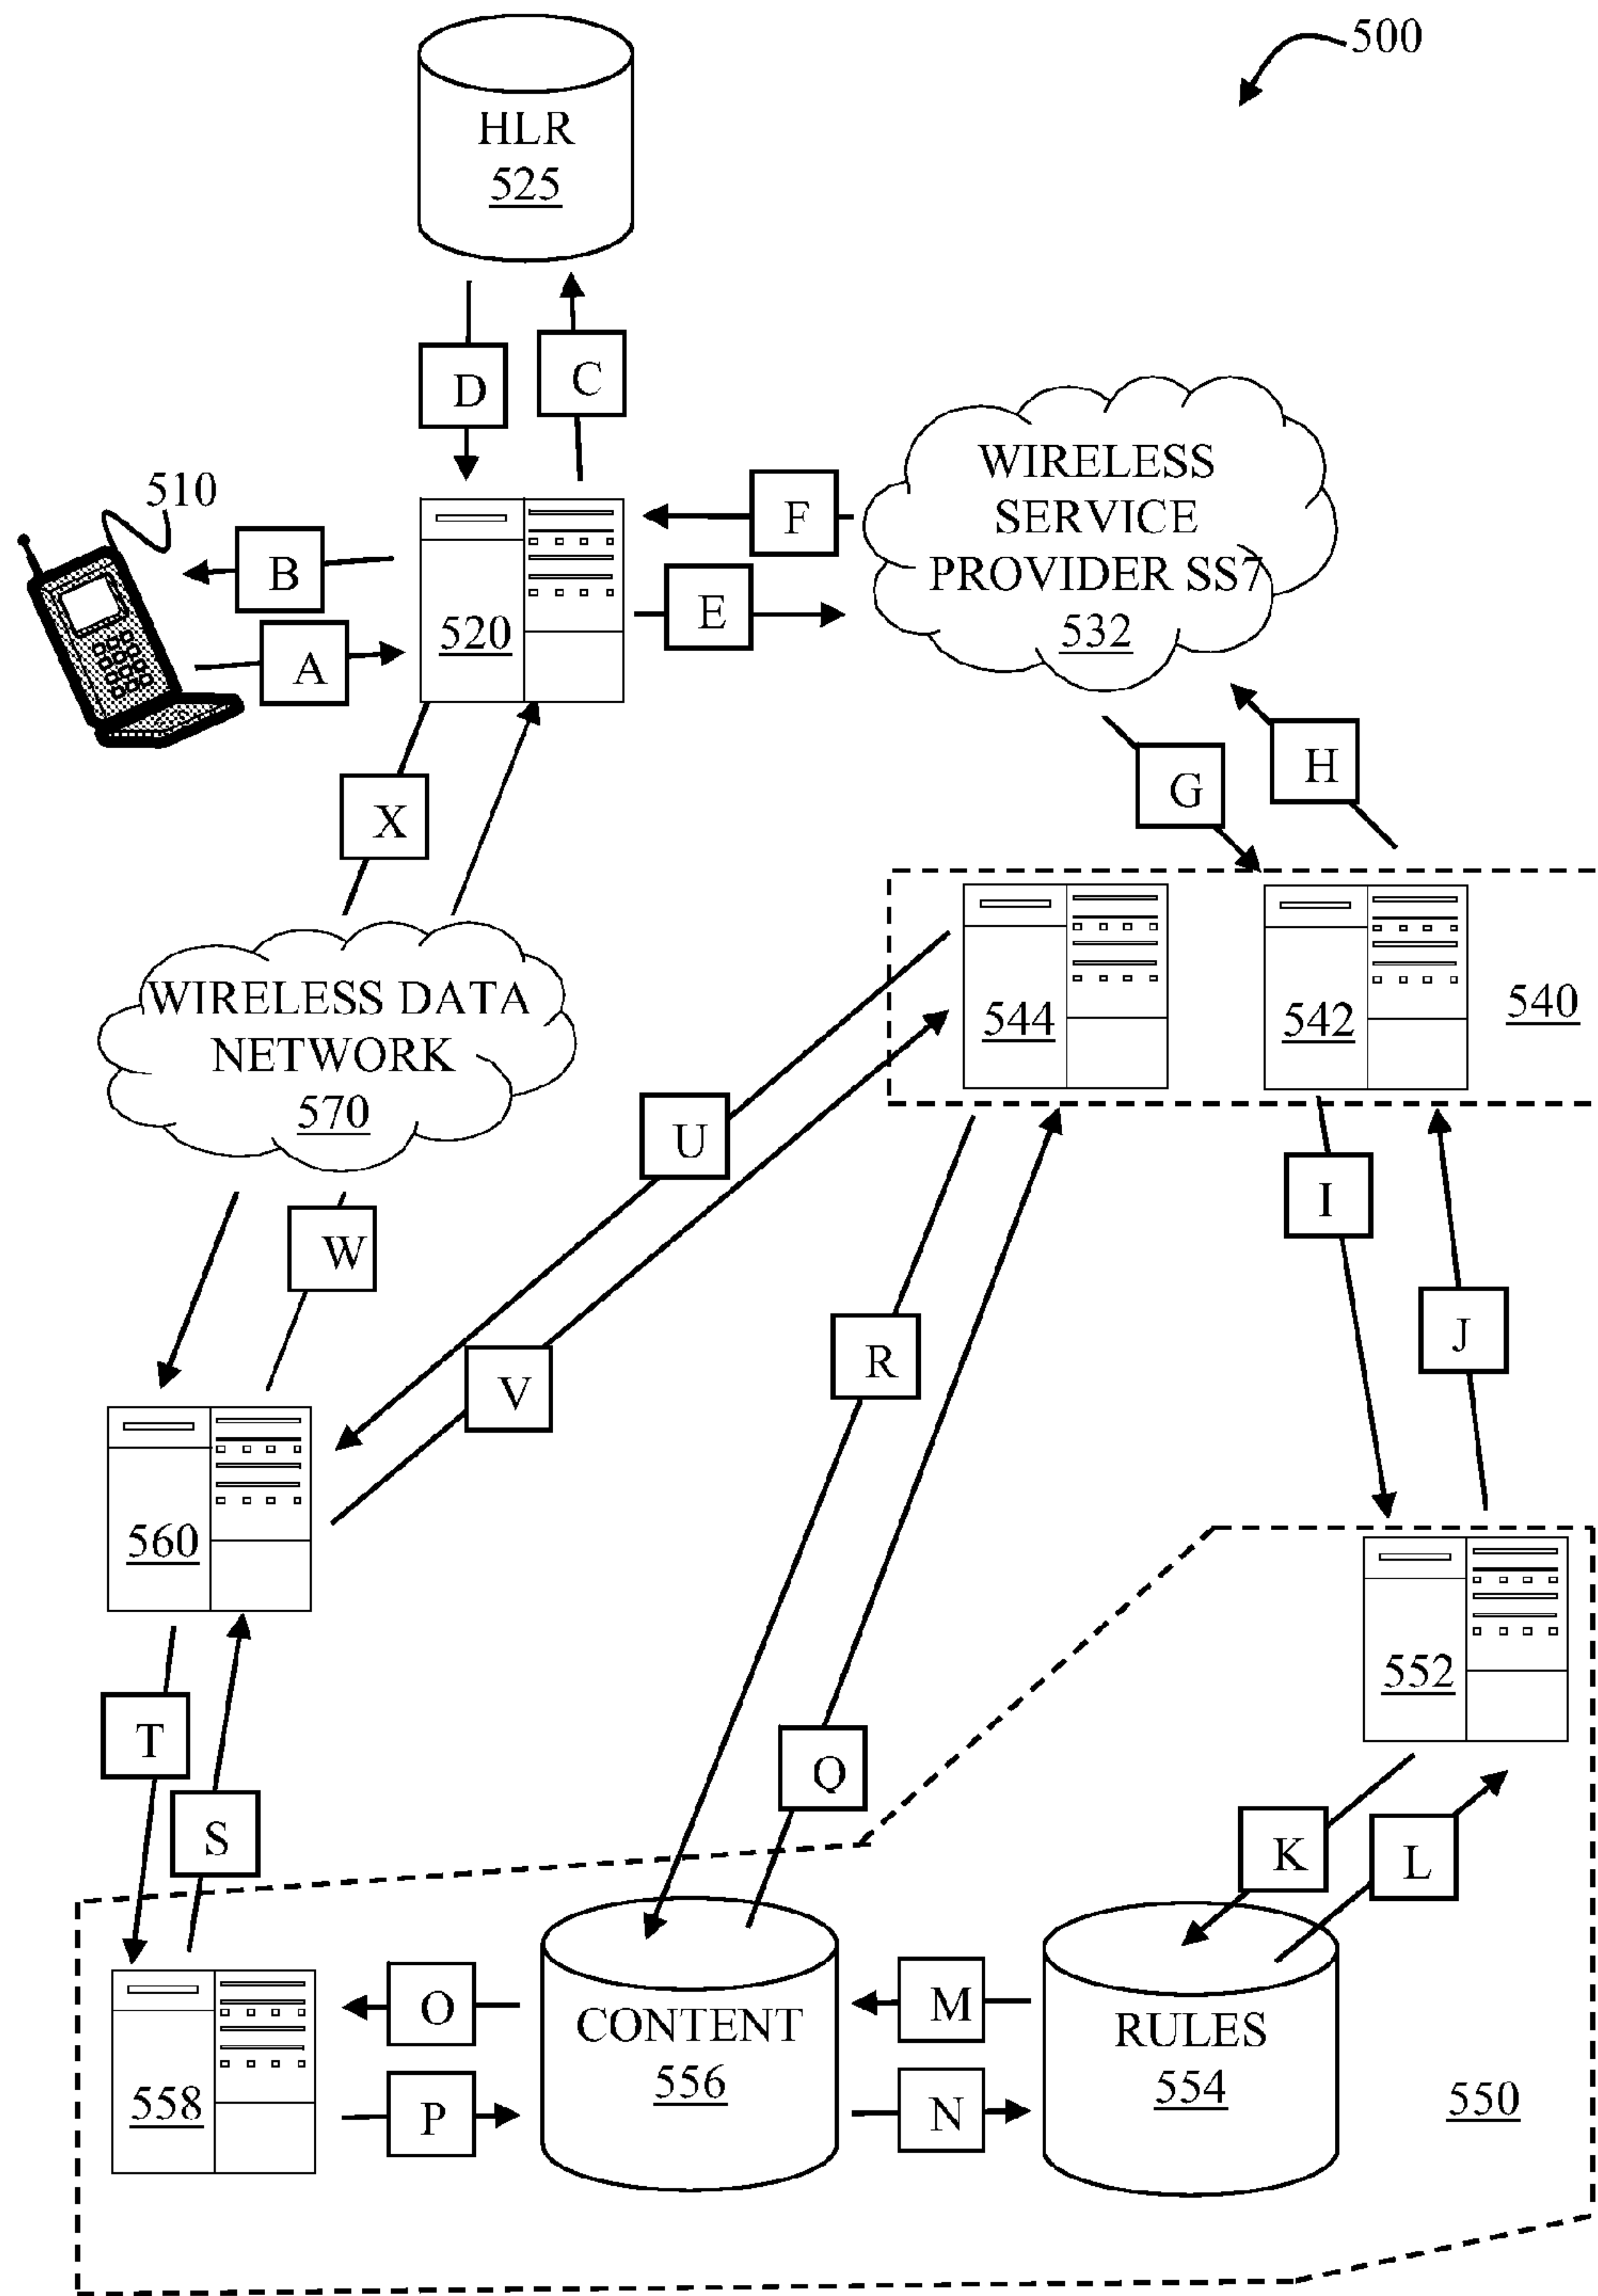 500
HLR
525
D
C
510
WIRELESS
SERVICE
PROVIDER SS7
532
F
B
E
520
A
H
G
X
WIRELESS DATA
NETWORK
570
544
542
540
U
I
W
J
R
V
560
552
T
Q
S
K
L
O
M
CONTENT
556
RULES
554
558
P
N
550